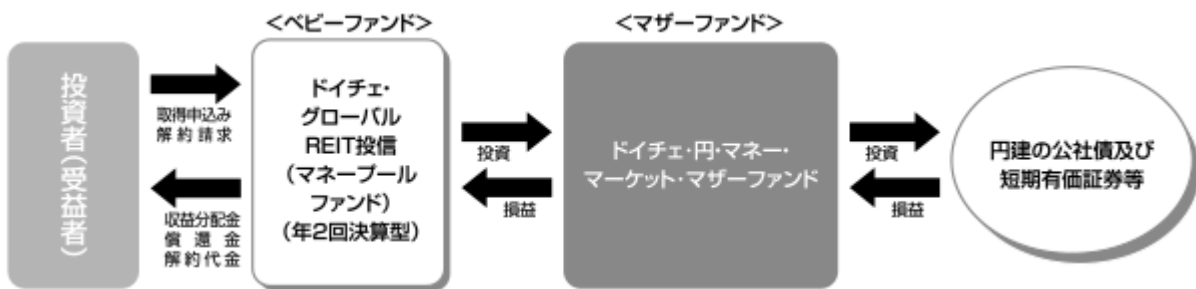 <ベビーファンド>
<マザーファンド>
投資者(受益者)
取得申込み
解約請求
収益分配金
償還金
解約代金
ドイチェ・
グローバル
REIT投信
(マネープール
ファンド)
(年2回決算型)
投資
損益
ドイチェ・円・マネー・
マーケット・マザーファンド
投資
損益
円建の公社債及び
短期有価証券等